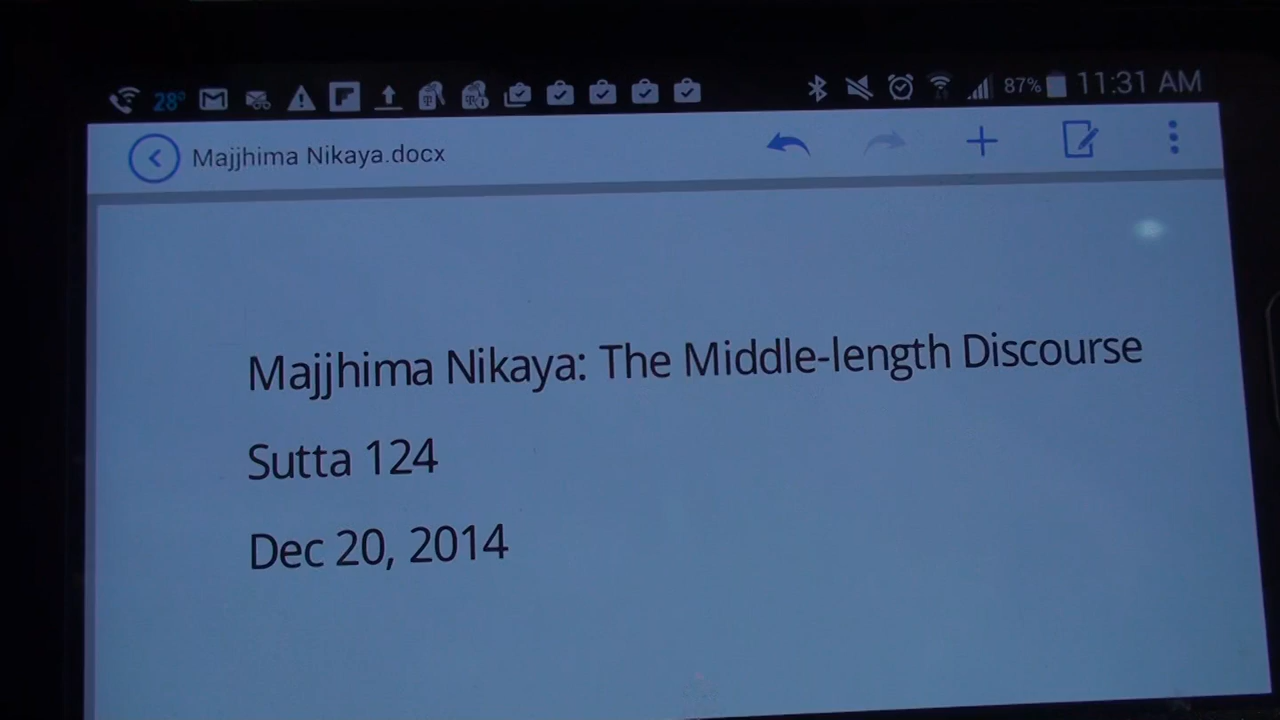 28° 87% 11:31 AM
Majjhima Nikaya.docx
Majjhima Nikaya: The Middle-length Discourse
Sutta 124
Dec 20, 2014